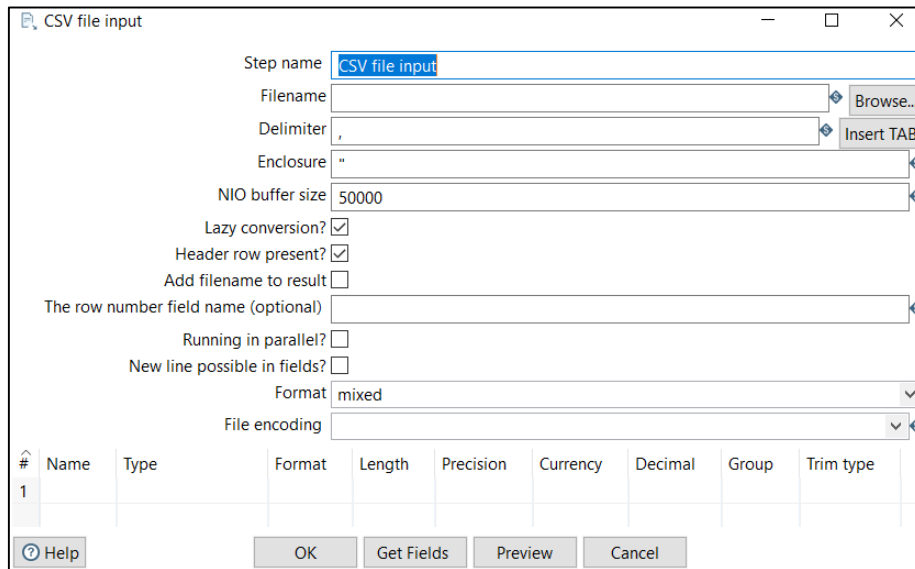 CSV file input
Step name CSV file input
Filename Browse..
Delimiter , Insert TAB
Enclosure "
NIO buffer size 50000
Lazy conversion?
Header row present?
Add filename to result
The row number field name (optional)
Running in parallel?
New line possible in fields?
Format mixed
File encoding
# Name Type Format Length Precision Currency Decimal Group Trim type
1
Help OK Get Fields Preview Cancel